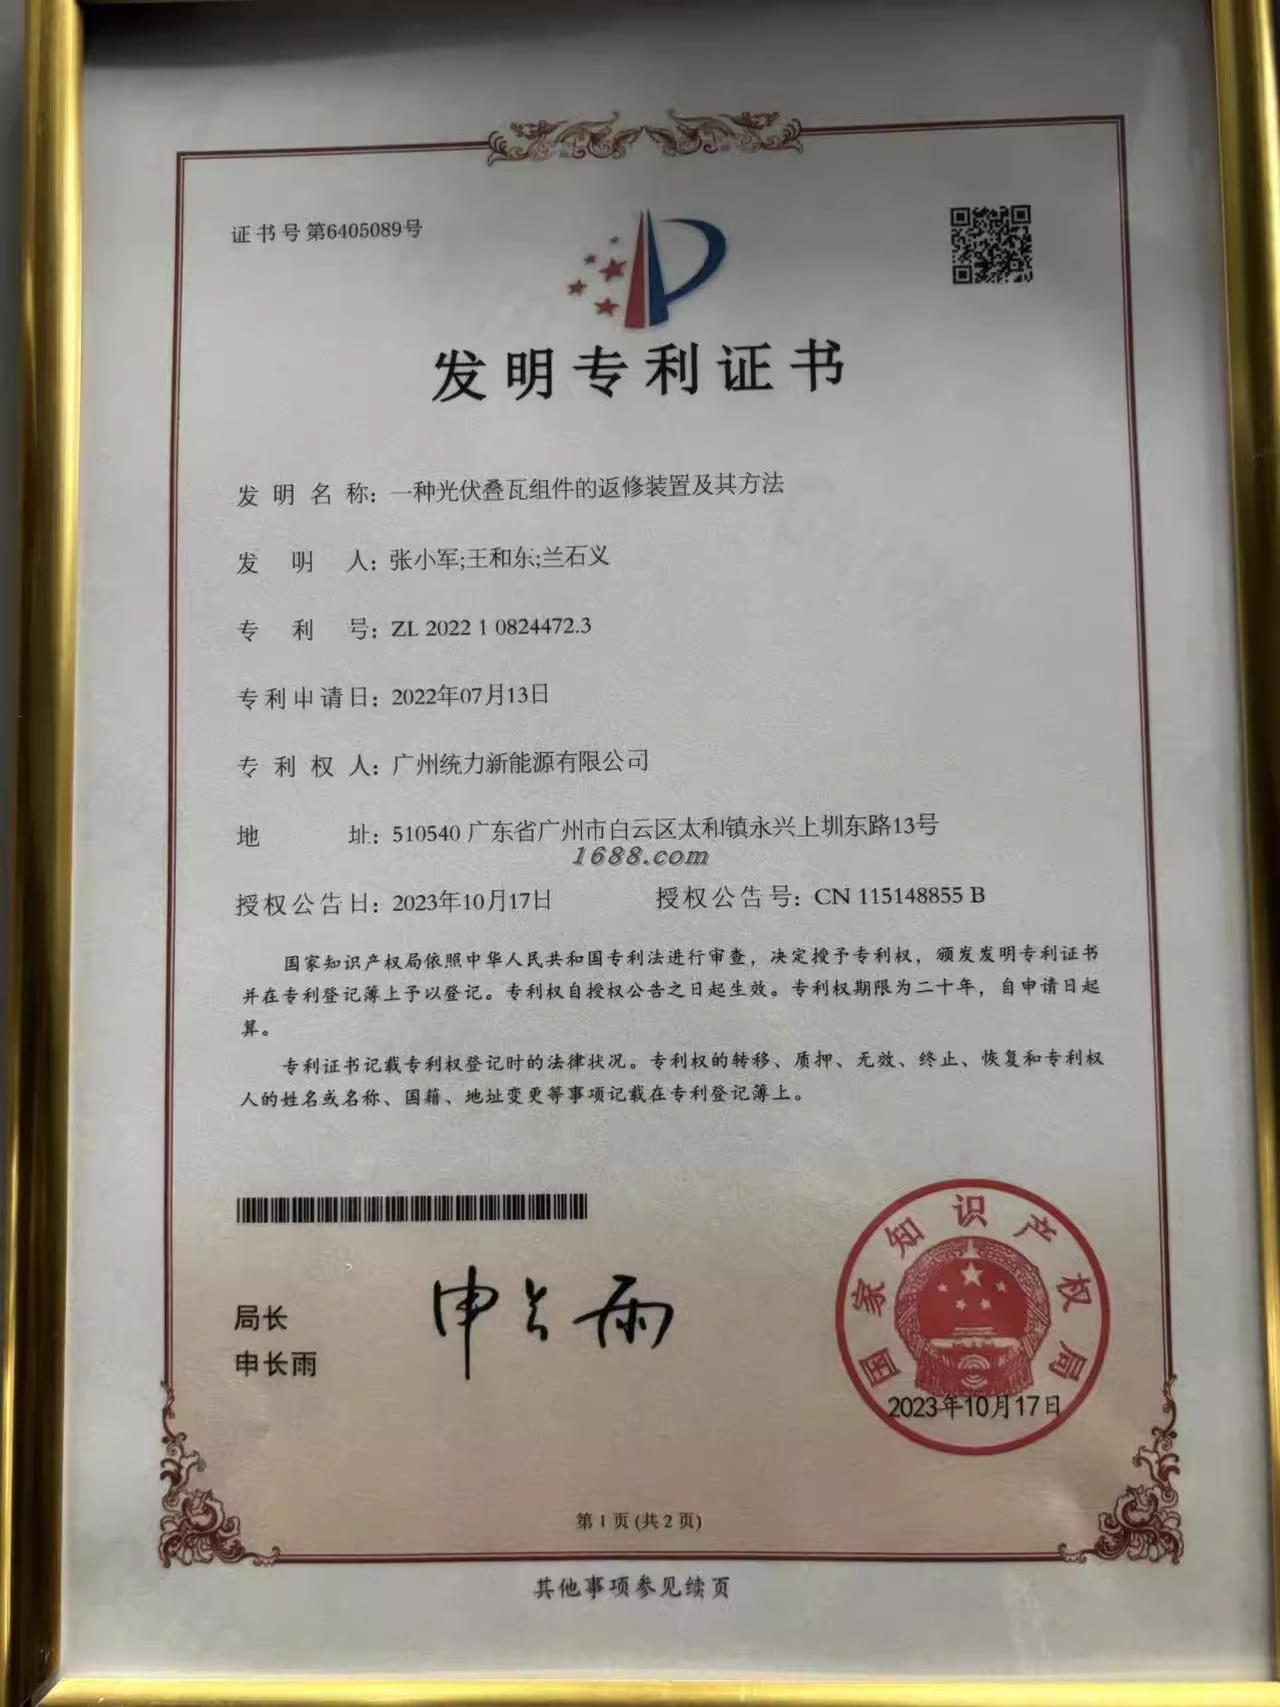 证书号第6405089号
发明专利证书
发明名称：一种光伏叠瓦组件的返修装置及其方法
发明人：张小军;王和东;兰石义
专利号：ZL 2022 1 0824472.3
专利申请日：2022年07月13日
专利权人：广州统力新能源有限公司
地址：510540 广东省广州市白云区太和镇永兴上圳东路13号
1688.com
授权公告日：2023年10月17日 授权公告号：CN 115148855 B
国家知识产权局依照中华人民共和国专利法进行审查，决定授予专利权，颁发发明专利证书
并在专利登记簿上予以登记。专利权自授权公告之日起生效。专利权期限为二十年，自申请日起
算。
专利证书记载专利权登记时的法律状况。专利权的转移、质押、无效、终止、恢复和专利权
人的姓名或名称、国籍、地址变更等事项记载在专利登记簿上。
局长
申长雨
申长雨
国家知识产权局
2023年10月17日
第 1 页 (共 2 页)
其他事项参见续页